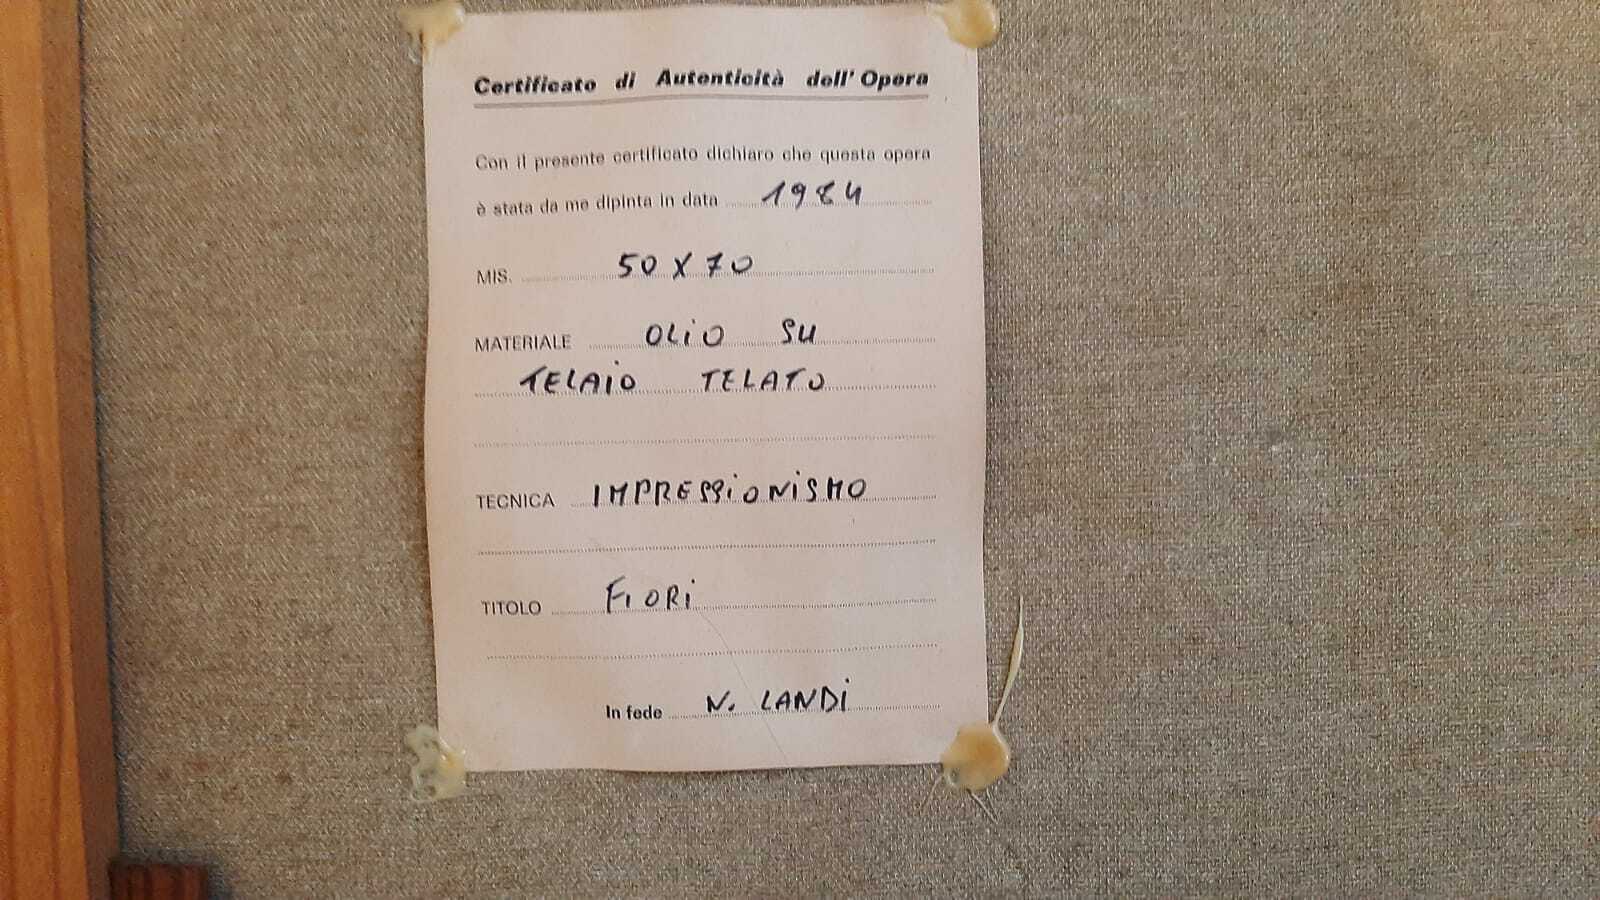 Certificato di Autenticità dell' Opera
Con il presente certificato dichiaro che questa opera
è stata da me dipinta in data 1984
MIS. 50 X 70
MATERIALE OLIO SU
TELAIO TELATO
TECNICA IMPRESSIONISMO
TITOLO FIORI
In fede N. LANDI